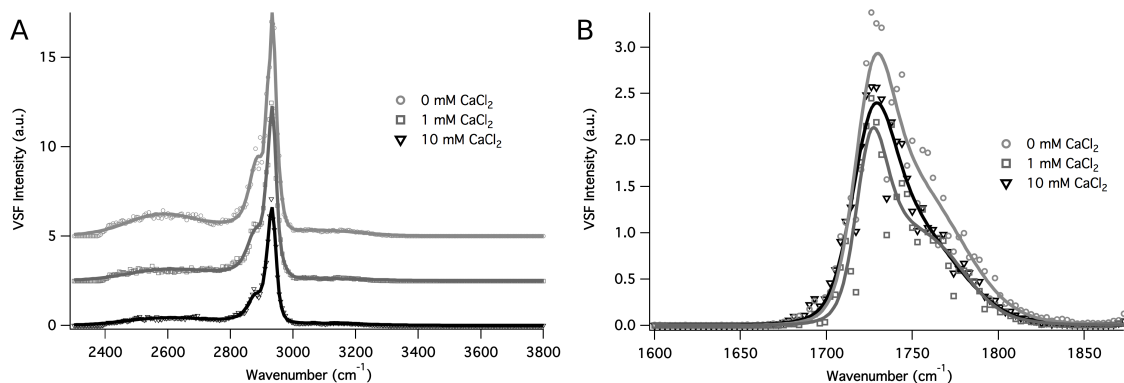 A
VSF Intensity (a.u.)
15
10
5
0
0 mM CaCl₂
1 mM CaCl₂
10 mM CaCl₂
2400 2600 2800 3000 3200 3400 3600 3800
Wavenumber (cm⁻¹)
B
VSF Intensity (a.u.)
3.0
2.5
2.0
1.5
1.0
0.5
0.0
0 mM CaCl₂
1 mM CaCl₂
10 mM CaCl₂
1600 1650 1700 1750 1800 1850
Wavenumber (cm⁻¹)